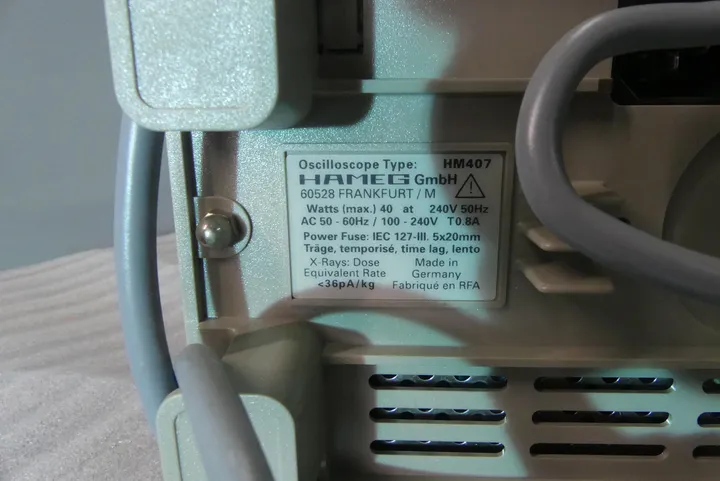 Oscilloscope Type: HM407
HAMEG GmbH
60528 FRANKFURT / M
Watts (max.) 40 at 240V 50Hz
AC 50 - 60Hz / 100 - 240V T0.8A
Power Fuse: IEC 127-III. 5x20mm
Träge, temporisé, time lag, lento
X-Rays: Dose Made in
Equivalent Rate Germany
<36pA/kg Fabriqué en RFA